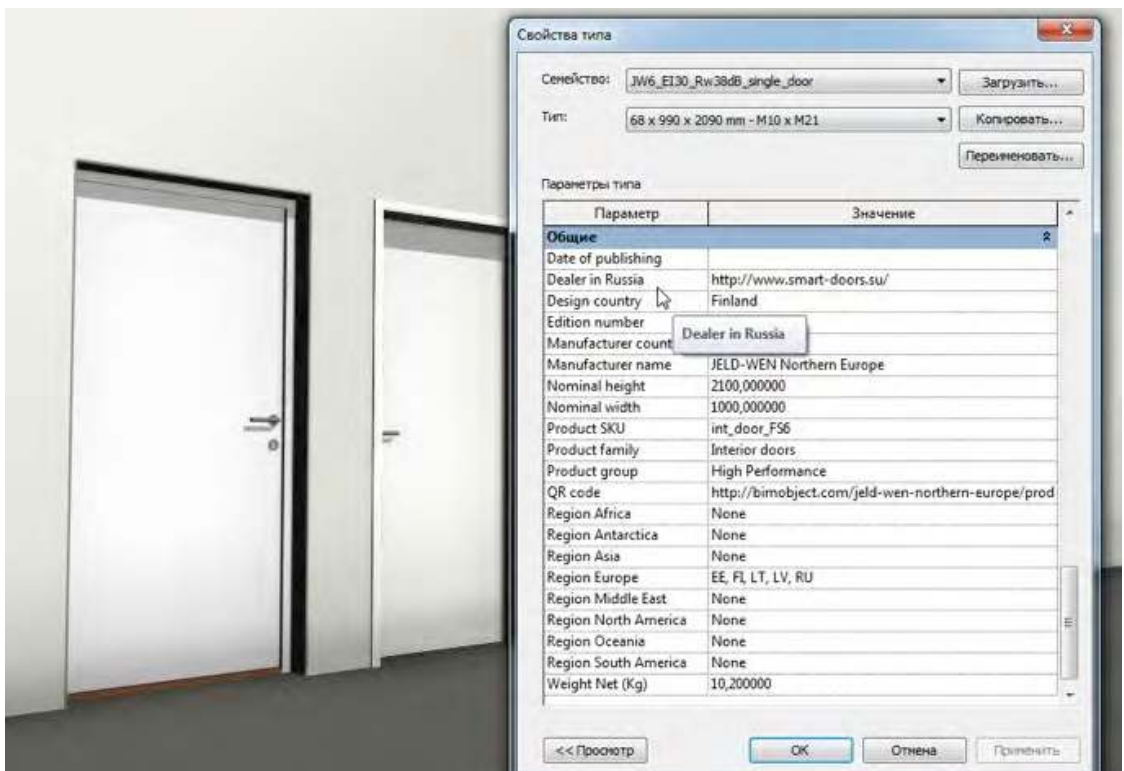 Свойства типа
Семейство: JW6_EI30_Rw38dB_single_door Загрузить...
Тип: 68 x 990 x 2090 mm - M10 x M21 Копировать...
Переименовать...
Параметры типа
Параметр Значение
Общие
Date of publishing
Dealer in Russia http://www.smart-doors.su/
Design country Finland
Edition number
Dealer in Russia
Manufacturer count
Manufacturer name JELD-WEN Northern Europe
Nominal height 2100,000000
Nominal width 1000,000000
Product SKU int_door_FS6
Product family Interior doors
Product group High Performance
QR code http://bimobject.com/jeld-wen-northern-europe/prod
Region Africa None
Region Antarctica None
Region Asia None
Region Europe EE, FI, LT, LV, RU
Region Middle East None
Region North America None
Region Oceania None
Region South America None
Weight Net (Kg) 10,200000
<< Просмотр OK Отмена Применить